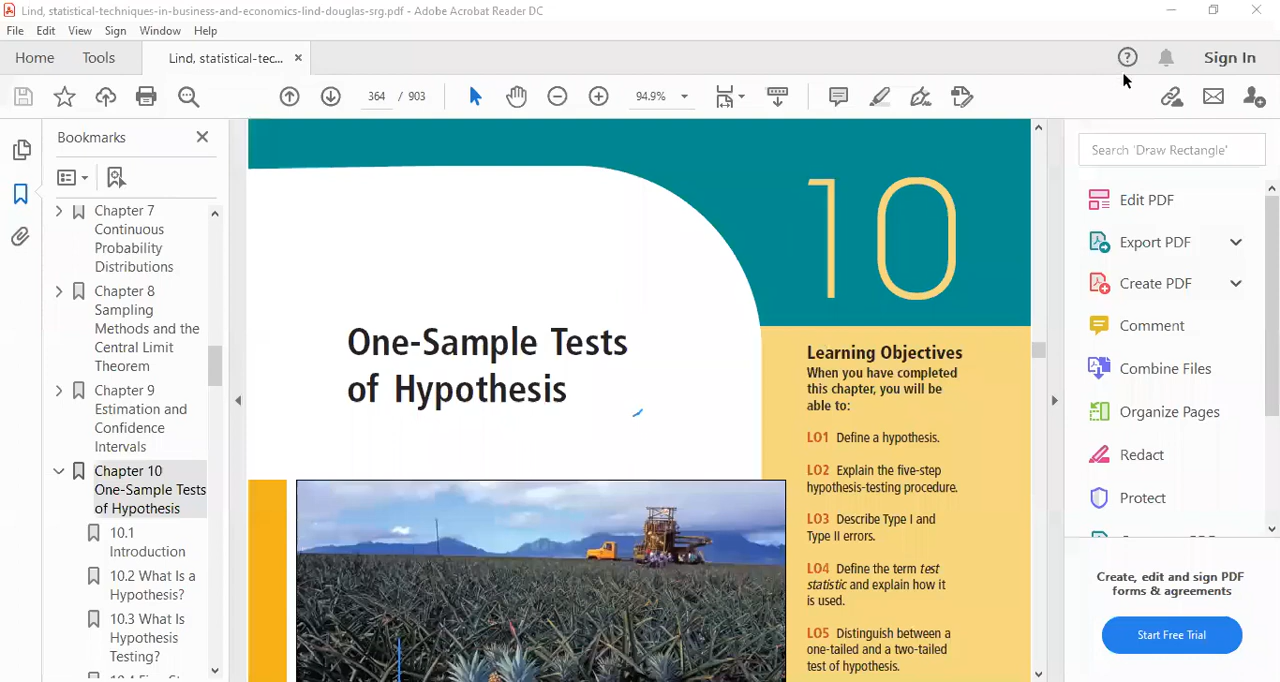 Lind, statistical-techniques-in-business-and-economics-lind-douglas-srg.pdf - Adobe Acrobat Reader DC
File Edit View Sign Window Help
Home Tools Lind, statistical-tec... × Sign In
364 / 903 94.9%
Bookmarks
Chapter 7
Continuous
Probability
Distributions
Chapter 8
Sampling
Methods and the
Central Limit
Theorem
Chapter 9
Estimation and
Confidence
Intervals
Chapter 10
One-Sample Tests
of Hypothesis
10.1
Introduction
10.2 What Is a
Hypothesis?
10.3 What Is
Hypothesis
Testing?
10
One-Sample Tests
of Hypothesis
Learning Objectives
When you have completed
this chapter, you will be
able to:
LO1 Define a hypothesis.
LO2 Explain the five-step
hypothesis-testing procedure.
LO3 Describe Type I and
Type II errors.
LO4 Define the term test
statistic and explain how it
is used.
LO5 Distinguish between a
one-tailed and a two-tailed
test of hypothesis.
Search 'Draw Rectangle'
Edit PDF
Export PDF
Create PDF
Comment
Combine Files
Organize Pages
Redact
Protect
Create, edit and sign PDF
forms & agreements
Start Free Trial